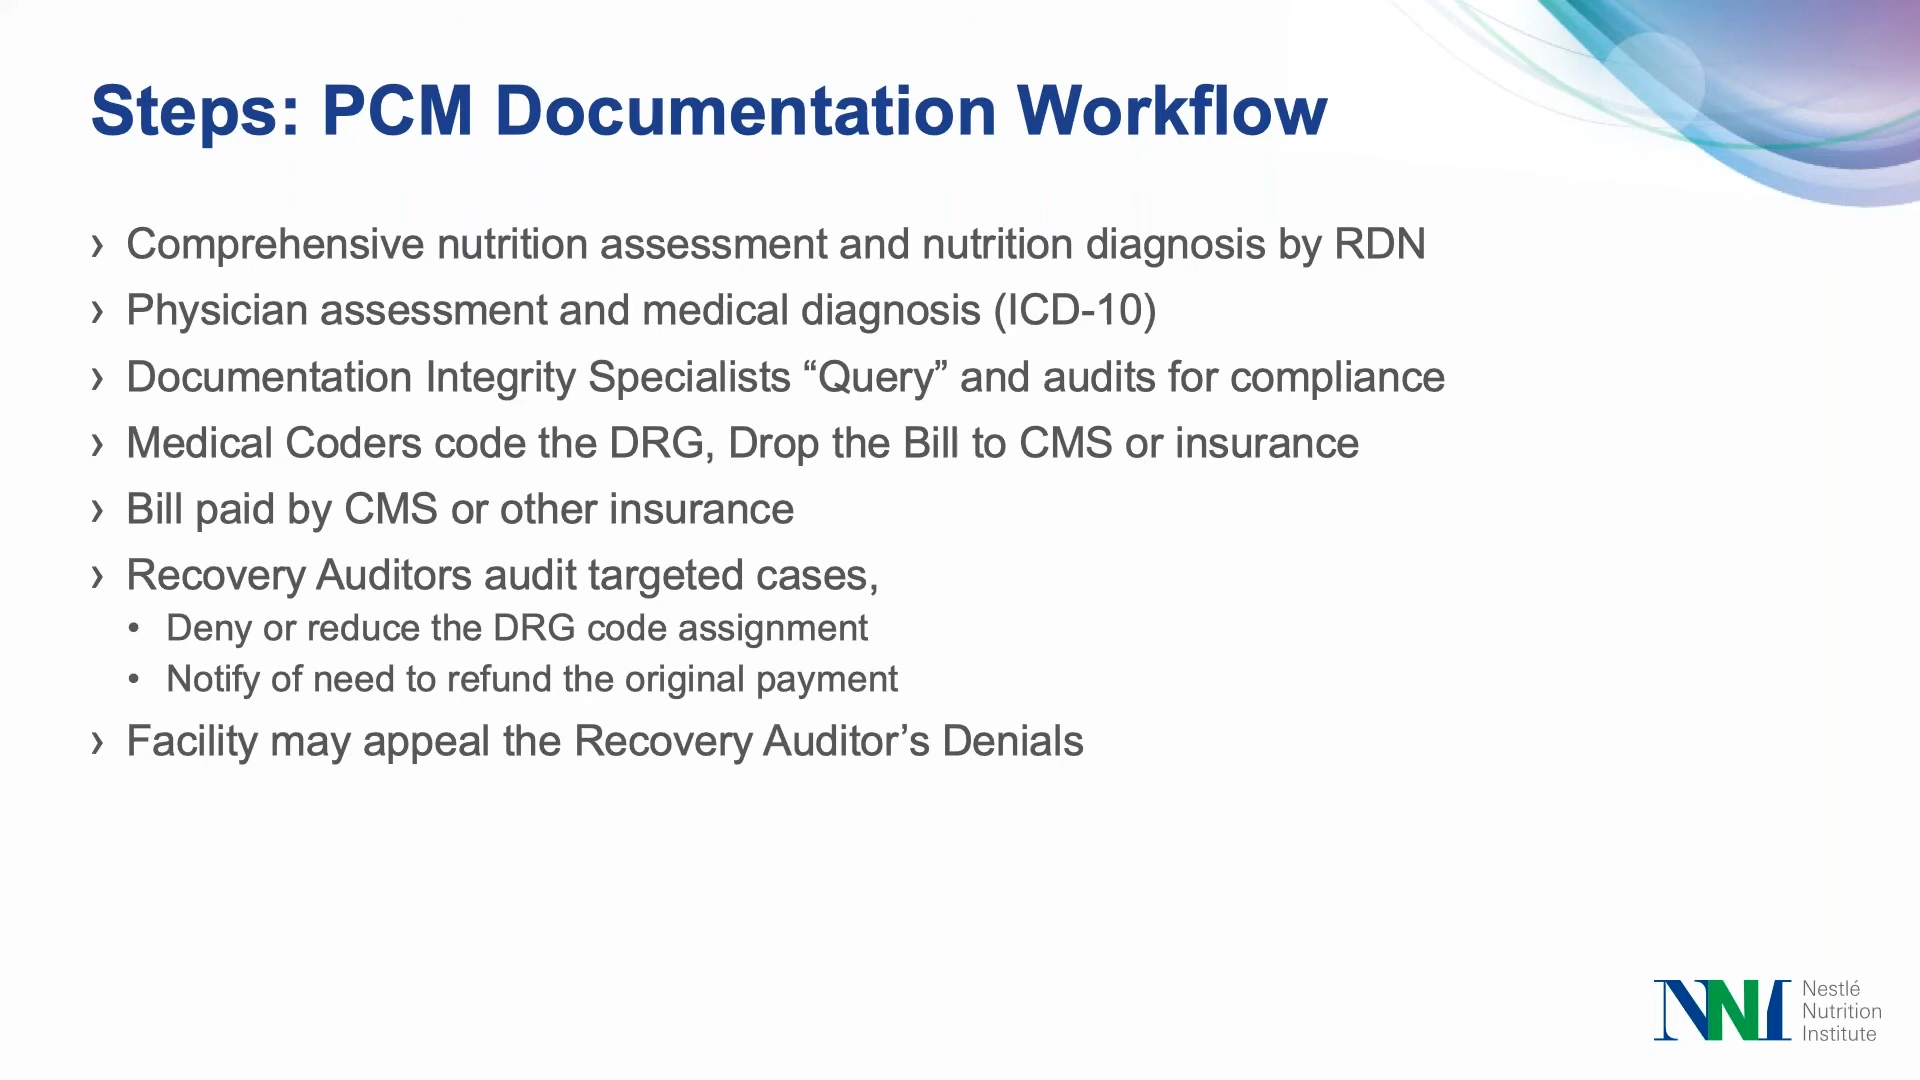 Steps: PCM Documentation Workflow
› Comprehensive nutrition assessment and nutrition diagnosis by RDN
› Physician assessment and medical diagnosis (ICD-10)
› Documentation Integrity Specialists “Query” and audits for compliance
› Medical Coders code the DRG, Drop the Bill to CMS or insurance
› Bill paid by CMS or other insurance
› Recovery Auditors audit targeted cases,
• Deny or reduce the DRG code assignment
• Notify of need to refund the original payment
› Facility may appeal the Recovery Auditor’s Denials
NNI
Nestlé
Nutrition
Institute